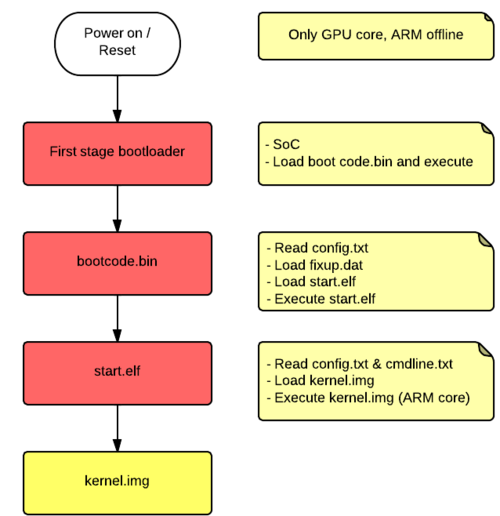 Power on /
Reset
Only GPU core, ARM offline
First stage bootloader
- SoC
- Load boot code.bin and execute
bootcode.bin
- Read config.txt
- Load fixup.dat
- Load start.elf
- Execute start.elf
start.elf
- Read config.txt & cmdline.txt
- Load kernel.img
- Execute kernel.img (ARM core)
kernel.img